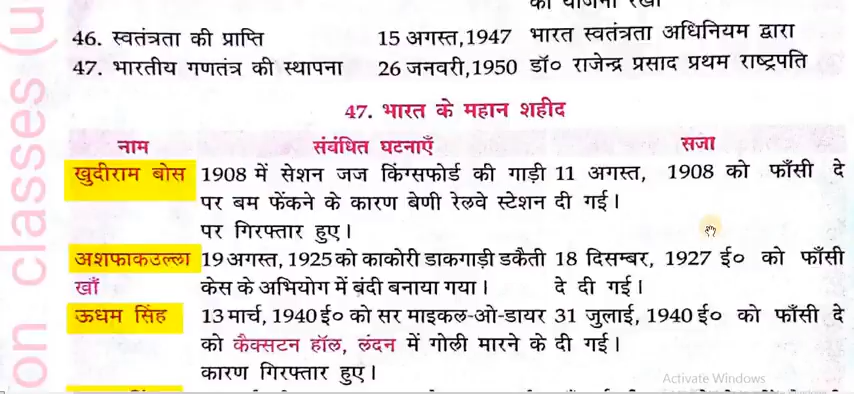 46. स्वतंत्रता की प्राप्ति 15 अगस्त,1947 भारत स्वतंत्रता अधिनियम द्वारा
47. भारतीय गणतंत्र की स्थापना 26 जनवरी,1950 डॉ० राजेन्द्र प्रसाद प्रथम राष्ट्रपति
47. भारत के महान शहीद
नाम संबंधित घटनाएँ सजा
खुदीराम बोस 1908 में सेशन जज किंग्सफोर्ड की गाड़ी 11 अगस्त, 1908 को फाँसी दे
पर बम फेंकने के कारण बेणी रेलवे स्टेशन दी गई।
पर गिरफ्तार हुए।
अशफाकउल्ला 19 अगस्त, 1925 को काकोरी डाकगाड़ी डकैती 18 दिसम्बर, 1927 ई० को फाँसी
खाँ केस के अभियोग में बंदी बनाया गया। दे दी गई।
ऊधम सिंह 13 मार्च, 1940 ई० को सर माइकल-ओ-डायर 31 जुलाई, 1940 ई० को फाँसी दे
को कैक्सटन हॉल, लंदन में गोली मारने के दी गई।
कारण गिरफ्तार हुए।
on classes (u
Activate Windows